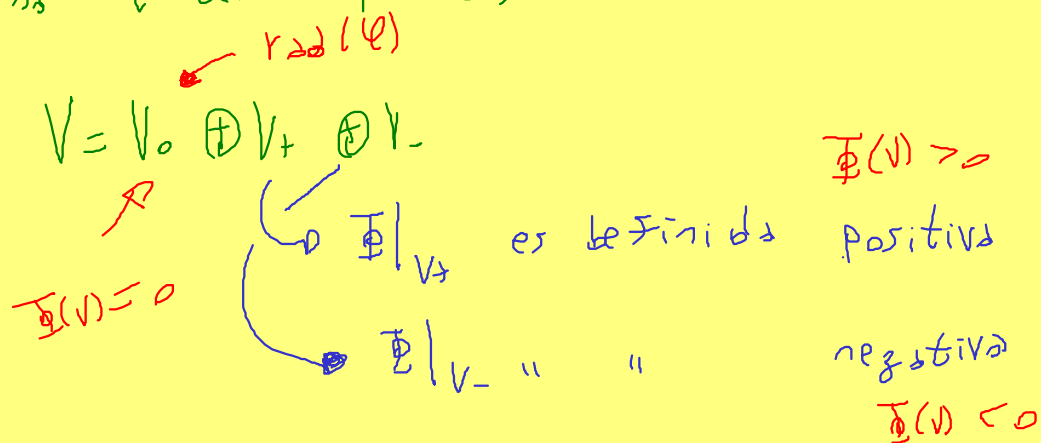 rad(φ)
V = V₀ ⊕ V₊ ⊕ V₋
Φ(v) > 0
Φ|V₊ es definida positiva
Φ(v) = 0
Φ|V₋ " " negativa
Φ(v) < 0